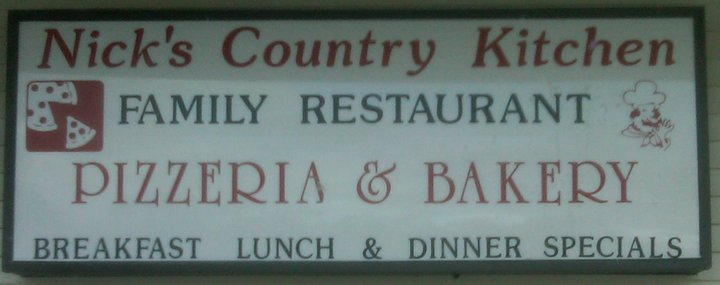 Nick's Country Kitchen
FAMILY RESTAURANT
PIZZERIA & BAKERY
BREAKFAST LUNCH & DINNER SPECIALS